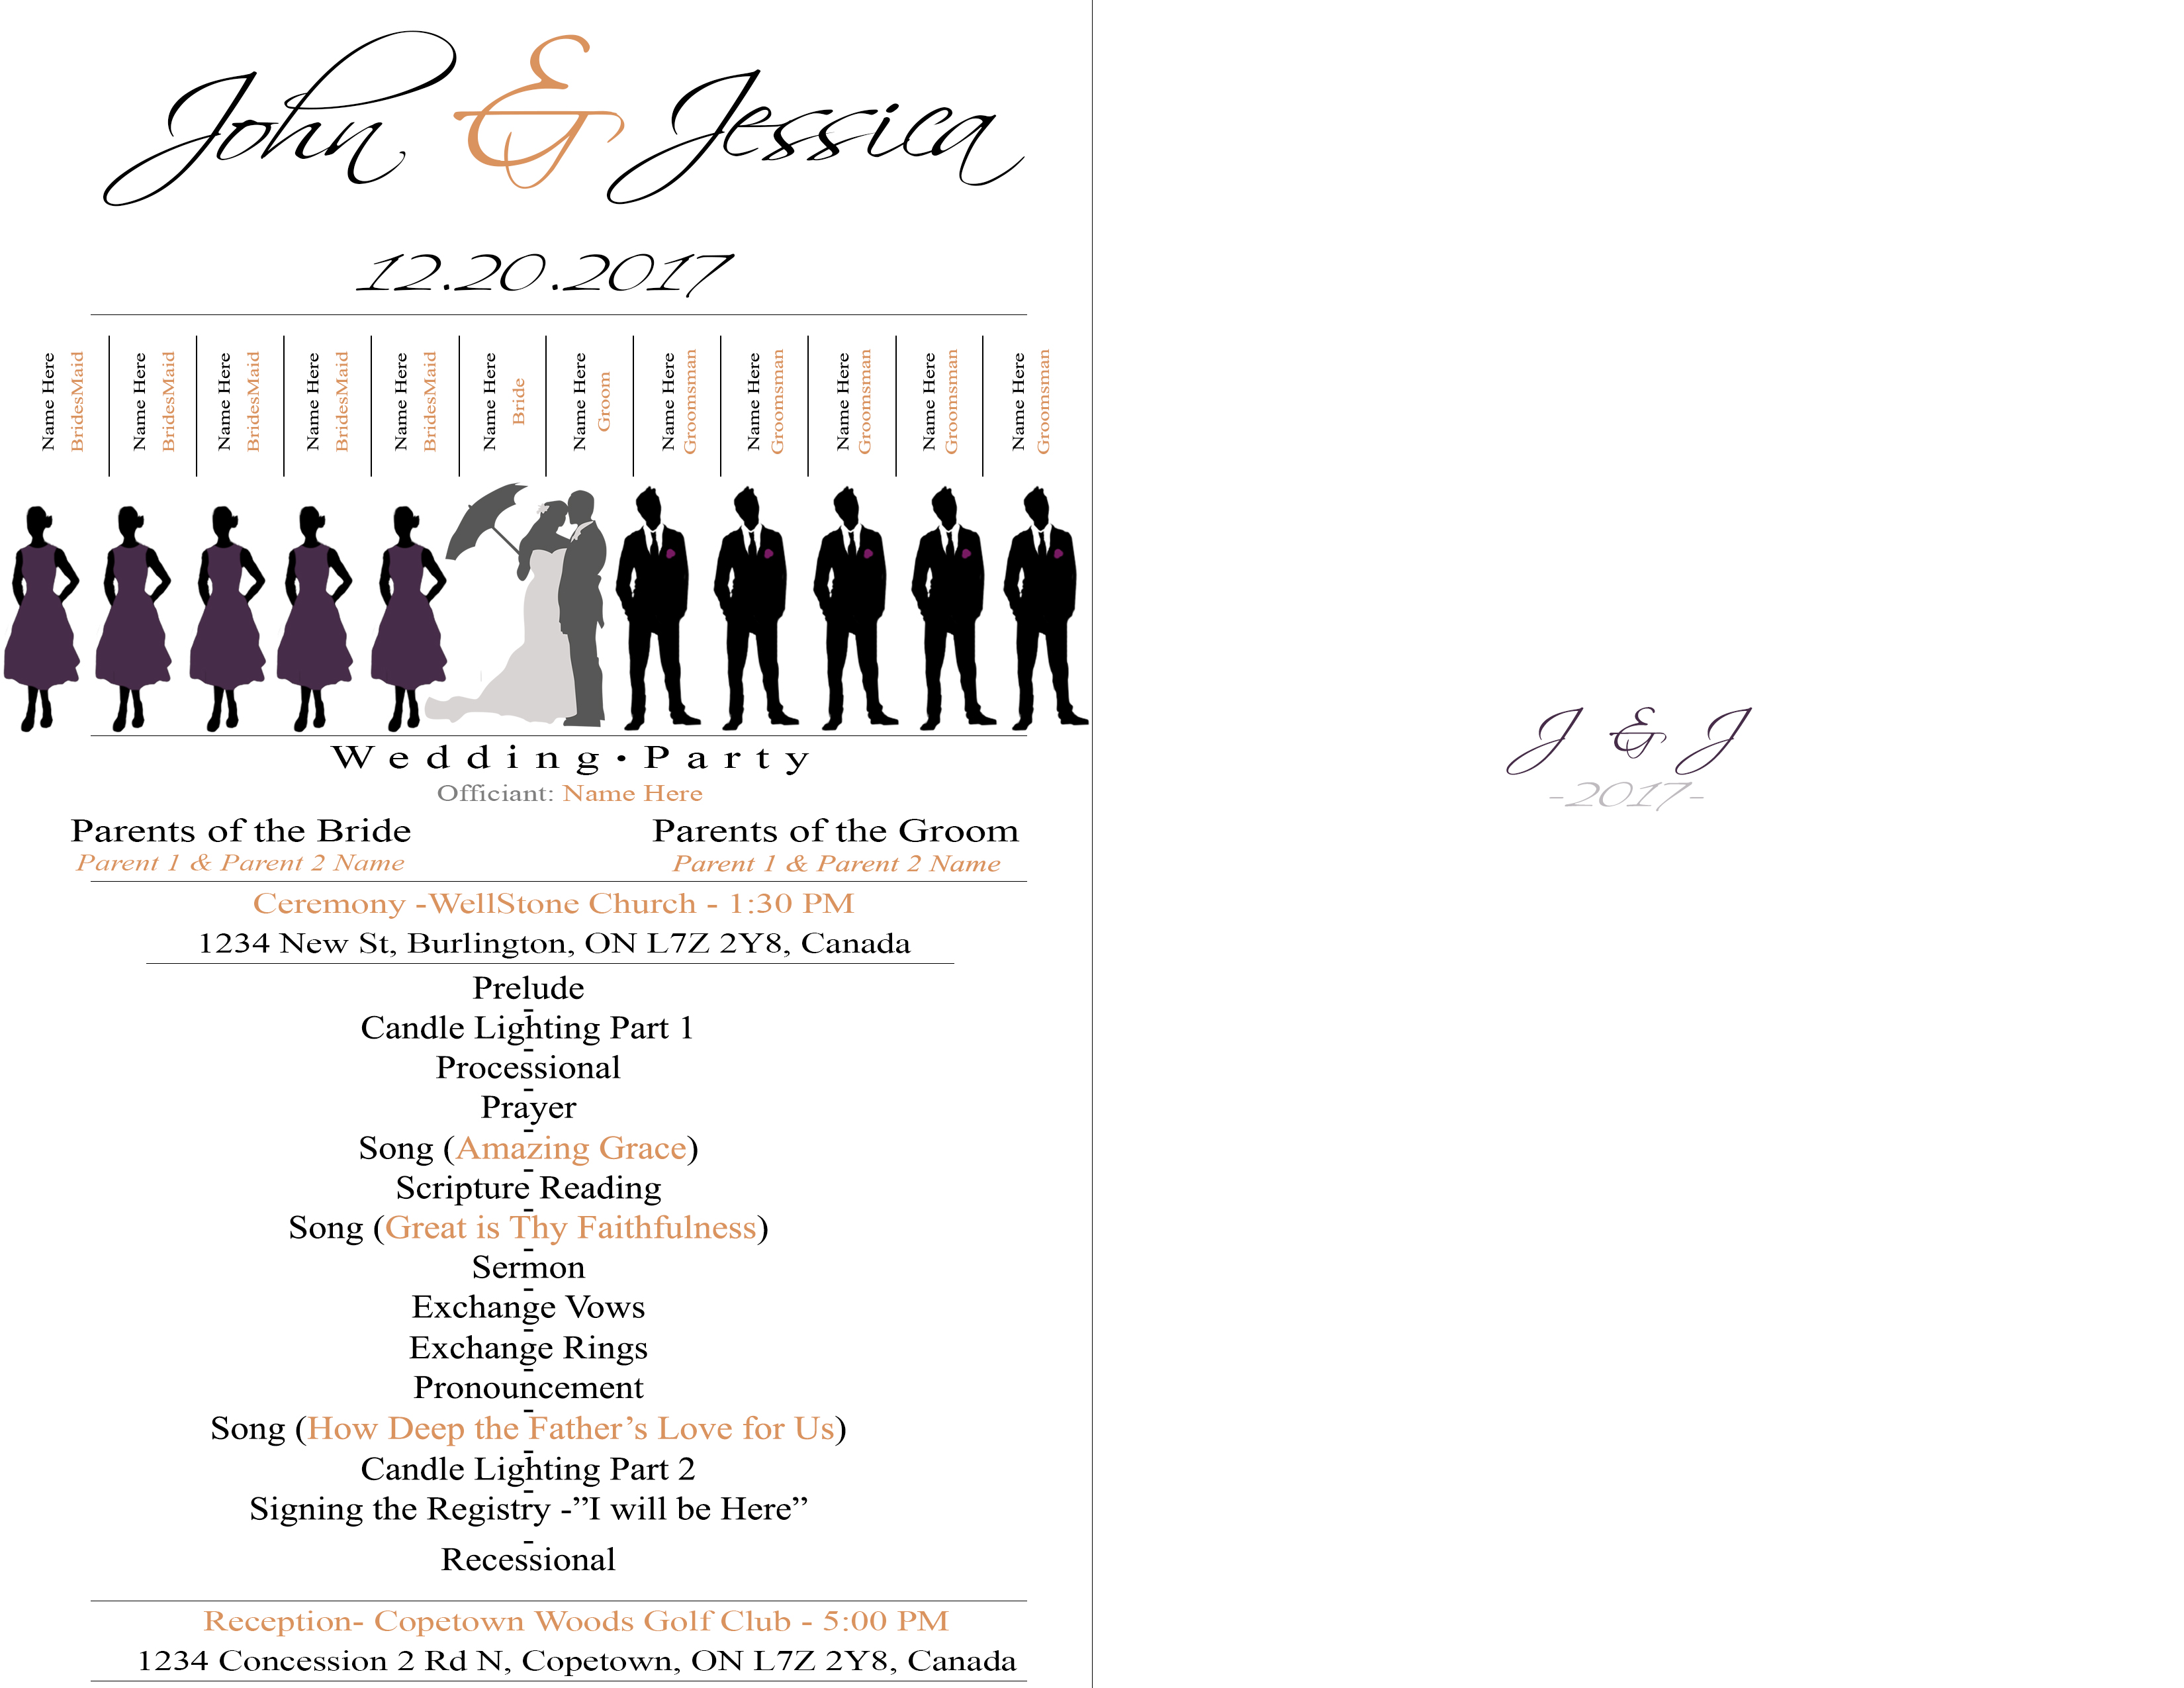 John & Jessica
12.20.2017
Name Here
BridesMaid
Name Here
BridesMaid
Name Here
BridesMaid
Name Here
BridesMaid
Name Here
BridesMaid
Name Here
Bride
Name Here
Groom
Name Here
Groomsman
Name Here
Groomsman
Name Here
Groomsman
Name Here
Groomsman
Name Here
Groomsman
Wedding•Party
Officiant: Name Here
Parents of the Bride
Parent 1 & Parent 2 Name
Parents of the Groom
Parent 1 & Parent 2 Name
Ceremony -WellStone Church - 1:30 PM
1234 New St, Burlington, ON L7Z 2Y8, Canada
Prelude
-
Candle Lighting Part 1
-
Processional
-
Prayer
-
Song (Amazing Grace)
-
Scripture Reading
-
Song (Great is Thy Faithfulness)
-
Sermon
-
Exchange Vows
-
Exchange Rings
-
Pronouncement
-
Song (How Deep the Father’s Love for Us)
-
Candle Lighting Part 2
-
Signing the Registry -”I will be Here”
-
Recessional
Reception- Copetown Woods Golf Club - 5:00 PM
1234 Concession 2 Rd N, Copetown, ON L7Z 2Y8, Canada
J & J
-2017-